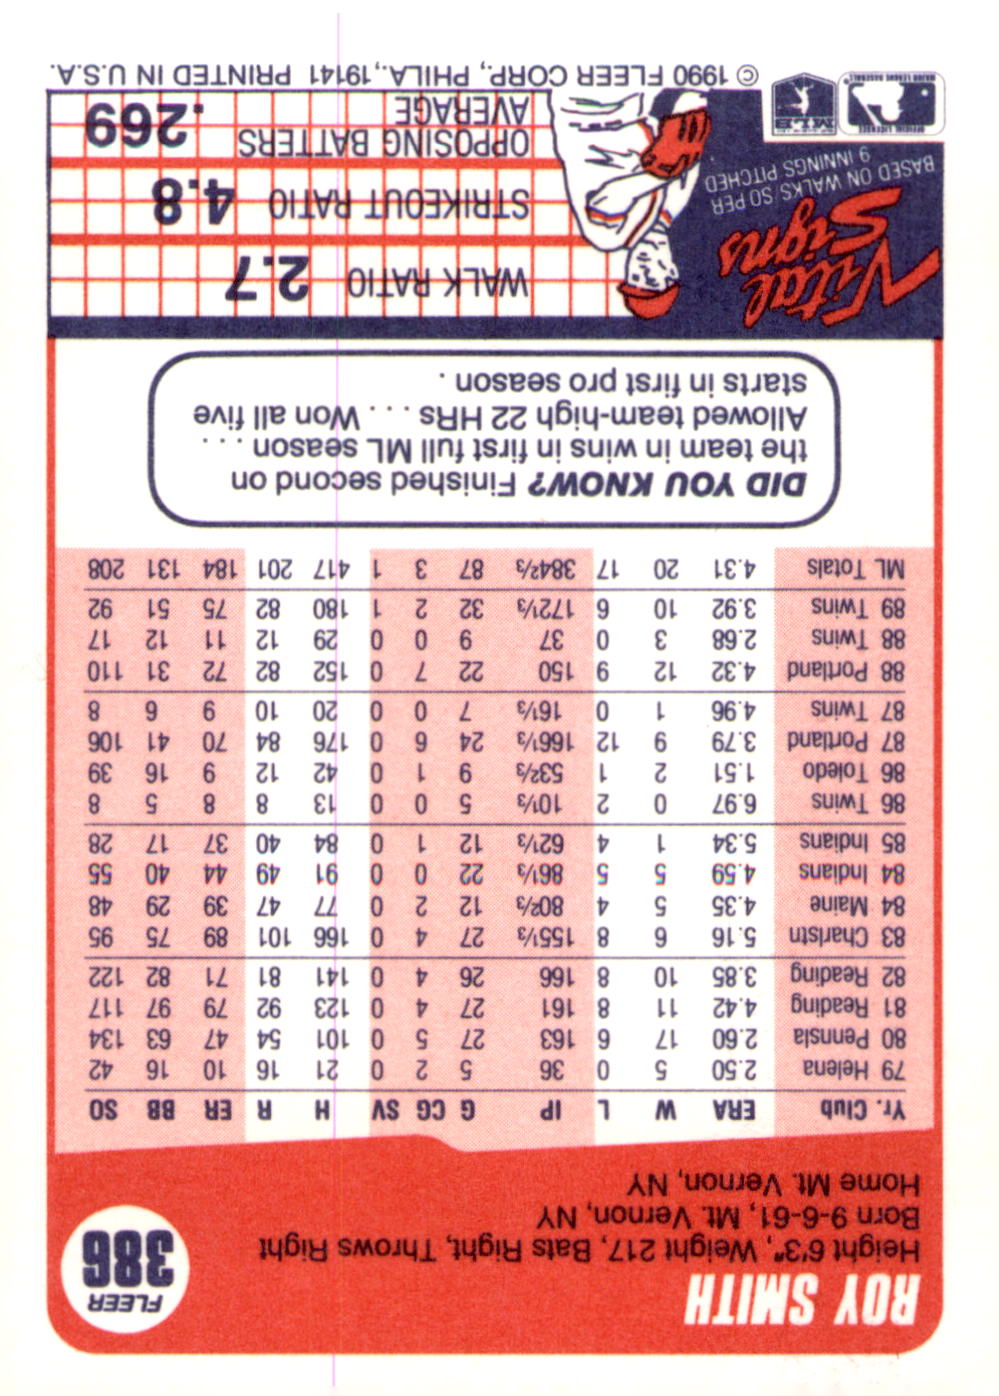 FLEER
386
ROY SMITH
Height 6'3", Weight 217, Bats Right, Throws Right
Born 9-6-61, Mt. Vernon, NY
Home Mt. Vernon, NY
Yr. Club ERA W L IP G CG SV H R ER BB SO
79 Helena 2.50 5 0 36 5 2 0 21 16 10 16 42
80 Pennsla 2.60 17 6 163 27 5 0 101 54 47 63 134
81 Reading 4.42 11 8 161 27 4 0 123 92 79 97 117
82 Reading 3.85 10 8 166 26 4 0 141 81 71 82 122
83 Charlstn 5.16 6 8 155⅓ 27 4 0 166 101 89 75 95
84 Maine 4.35 5 4 80⅔ 12 2 0 77 47 39 29 48
84 Indians 4.59 5 5 86⅓ 22 0 0 91 49 44 40 55
85 Indians 5.34 1 4 62⅓ 12 1 0 84 40 37 17 28
86 Twins 6.97 0 2 10⅓ 5 0 0 13 8 8 5 8
86 Toledo 1.51 2 1 53⅔ 9 1 0 42 12 9 16 39
87 Portland 3.79 9 12 166⅓ 24 6 0 176 84 70 41 106
87 Twins 4.96 1 0 16⅓ 7 0 0 20 10 9 6 8
88 Portland 4.32 12 9 150 22 7 0 152 82 72 31 110
88 Twins 2.68 3 0 37 9 0 0 29 12 11 12 17
89 Twins 3.92 10 6 172⅓ 32 2 1 180 82 75 51 92
ML Totals 4.31 20 17 384⅔ 87 3 1 417 201 184 131 208
DID YOU KNOW? Finished second on
the team in wins in first full ML season . . .
Allowed team-high 22 HRs . . . Won all five
starts in first pro season .
Vital
Signs
BASED ON WALKS/SO PER
9 INNINGS PITCHED
WALK RATIO 2.7
STRIKEOUT RATIO 4.8
OPPOSING BATTERS
AVERAGE .269
OFFICIAL LICENSEE
MAJOR LEAGUE BASEBALL
MLB
© 1990 FLEER CORP., PHILA., 19141 PRINTED IN U.S.A.